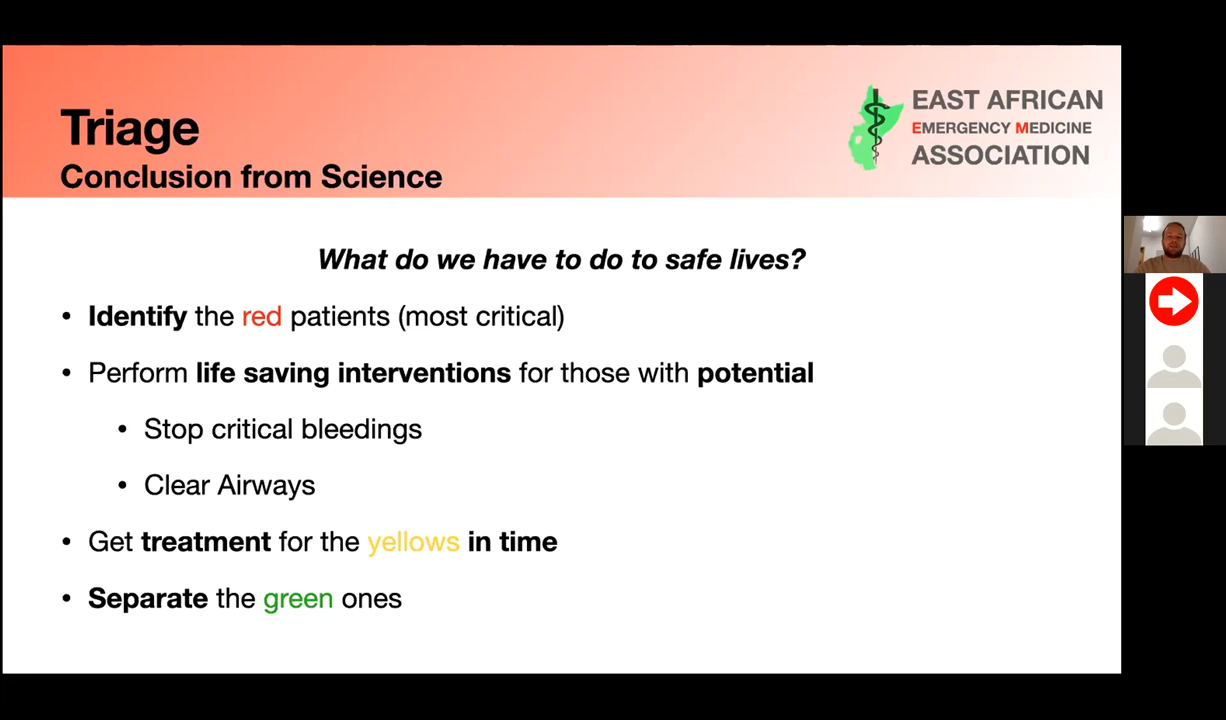 Triage
Conclusion from Science
EAST AFRICAN
EMERGENCY MEDICINE
ASSOCIATION
What do we have to do to safe lives?
• Identify the red patients (most critical)
• Perform life saving interventions for those with potential
• Stop critical bleedings
• Clear Airways
• Get treatment for the yellows in time
• Separate the green ones